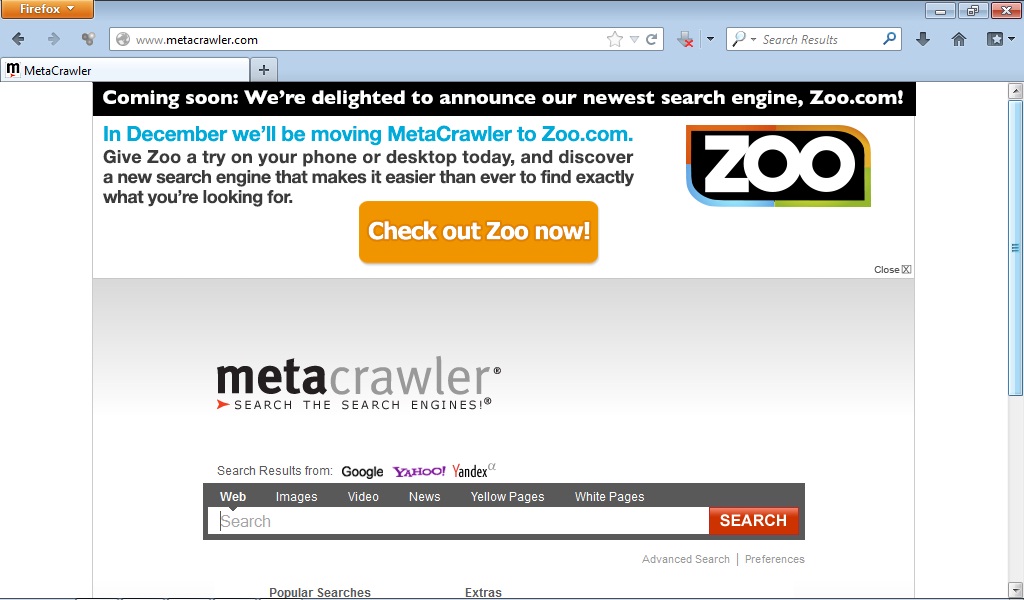 Firefox
www.metacrawler.com
Search Results
m MetaCrawler
Coming soon: We're delighted to announce our newest search engine, Zoo.com!
In December we'll be moving MetaCrawler to Zoo.com.
Give Zoo a try on your phone or desktop today, and discover
a new search engine that makes it easier than ever to find exactly
what you're looking for.
ZOO
Check out Zoo now!
Close
metacrawler®
SEARCH THE SEARCH ENGINES!®
Search Results from: Google YAHOO! Yandex α
Web Images Video News Yellow Pages White Pages
Search SEARCH
Advanced Search | Preferences
Popular Searches Extras